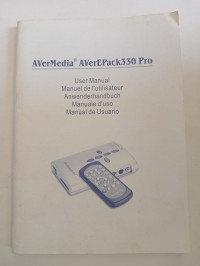 AVerMedia® AVerEPack330 Pro
User Manual
Manuel de l'utilisateur
Anwenderhandbuch
Manuale d'uso
Manual de Usuario